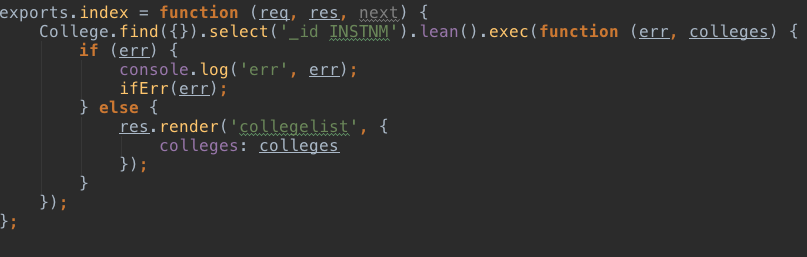 exports.index = function (req, res, next) {
    College.find({}).select('_id INSTNM').lean().exec(function (err, colleges) {
        if (err) {
            console.log('err', err);
            ifErr(err);
        } else {
            res.render('collegelist', {
                colleges: colleges
            });
        }
    });
};